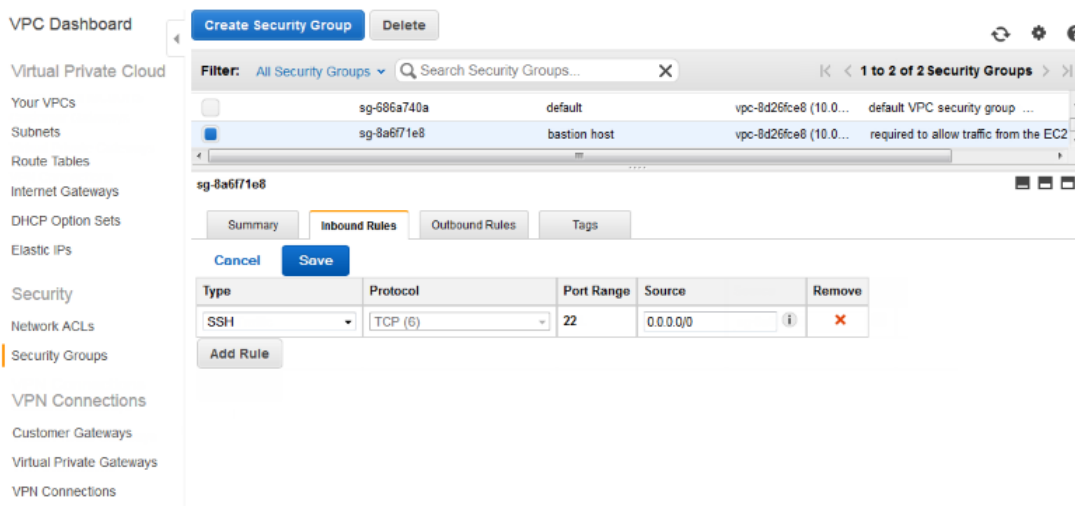 VPC Dashboard
Virtual Private Cloud
Your VPCs
Subnets
Route Tables
Internet Gateways
DHCP Option Sets
Elastic IPs
Security
Network ACLs
Security Groups
VPN Connections
Customer Gateways
Virtual Private Gateways
VPN Connections
Create Security Group Delete
Filter: All Security Groups Search Security Groups... X |< < 1 to 2 of 2 Security Groups > >|
sg-686a740a default vpc-8d26fce8 (10.0... default VPC security group ...
sg-8a6f71e8 bastion host vpc-8d26fce8 (10.0... required to allow traffic from the EC2
sg-8a6f71e8
Summary Inbound Rules Outbound Rules Tags
Cancel Save
Type Protocol Port Range Source Remove
SSH TCP (6) 22 0.0.0.0/0 i
Add Rule